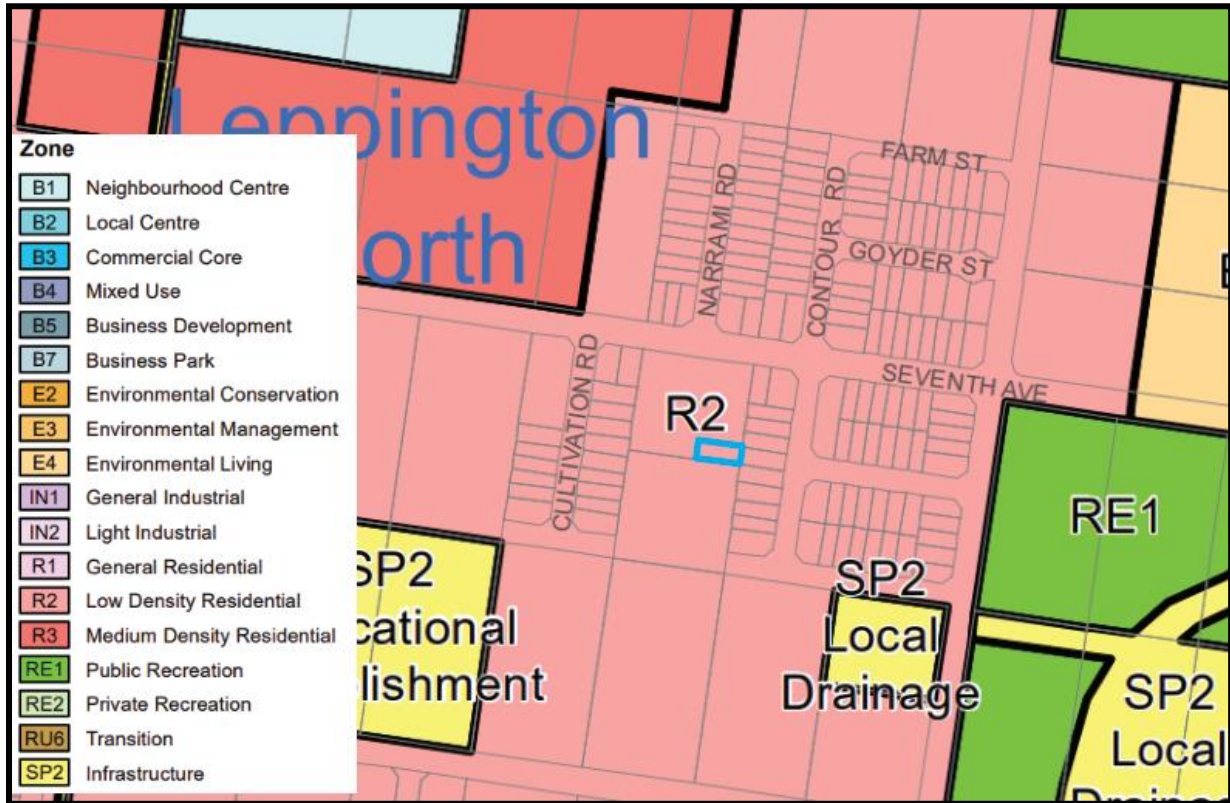 Leppington
orth
Zone
B1 Neighbourhood Centre
B2 Local Centre
B3 Commercial Core
B4 Mixed Use
B5 Business Development
B7 Business Park
E2 Environmental Conservation
E3 Environmental Management
E4 Environmental Living
IN1 General Industrial
IN2 Light Industrial
R1 General Residential
R2 Low Density Residential
R3 Medium Density Residential
RE1 Public Recreation
RE2 Private Recreation
RU6 Transition
SP2 Infrastructure
FARM ST
NARRAMI RD
CONTOUR RD
GOYDER ST
CULTIVATION RD
SEVENTH AVE
R2
RE1
SP2
cational
lishment
SP2
Local
Drainage
SP2
Local